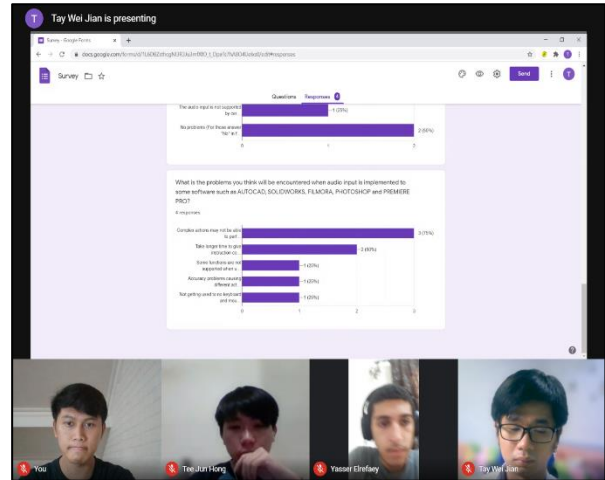 T Tay Wei Jian is presenting
Survey - Google Forms
Survey
Send
T
Questions Responses 4
The audio input is not supported
by our...
1 (25%)
No problems (For those answer
"No" in t...
2 (50%)
0 1 2
What is the problems you think will be encountered when audio input is implemented to
some software such as AUTOCAD, SOLIDWORKS, FILMORA, PHOTOSHOP and PREMIERE
PRO?
4 responses
Complex actions may not be able
to perf...
3 (75%)
Take longer time to give
instruction co...
2 (50%)
Some functions are not
supported when u...
1 (25%)
Accuracy problems causing
different act...
1 (25%)
Not getting used to no keyboard
and mou...
1 (25%)
0 1 2 3
You
Tee Jun Hong
Yasser Elrefaey
Tay Wei Jian